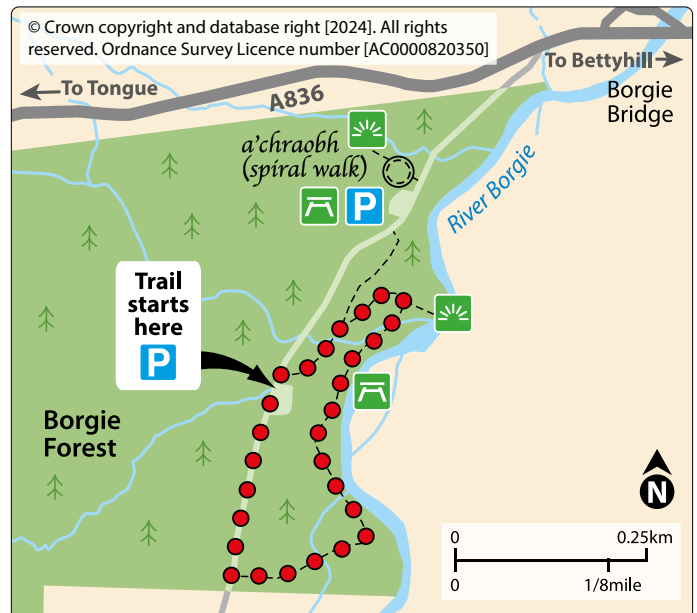 © Crown copyright and database right [2024]. All rights
reserved. Ordnance Survey Licence number [AC0000820350]
To Bettyhill
To Tongue
A836
Borgie
Bridge
a'chraobh
(spiral walk)
River Borgie
P
Trail
starts
here
P
Borgie
Forest
N
0
0.25km
0
1/8mile